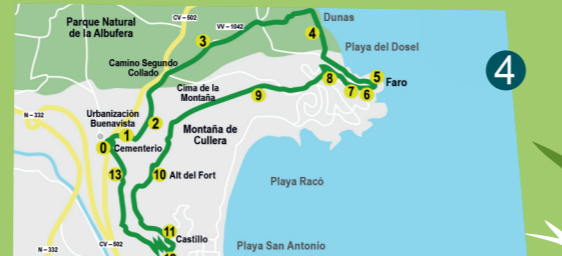 CV – 502
Parque Natural
de la Albufera
VV – 1042
Dunas
3
4
Playa del Dosel
Camino Segundo
Collado
Cima de la
Montaña
8
5
Faro
7
6
4
9
N – 332
Urbanización
Buenavista
2
1
0
Cementerio
Montaña de
Cullera
13
10
Alt del Fort
Playa Racó
11
Castillo
CV – 502
N – 332
Playa San Antonio